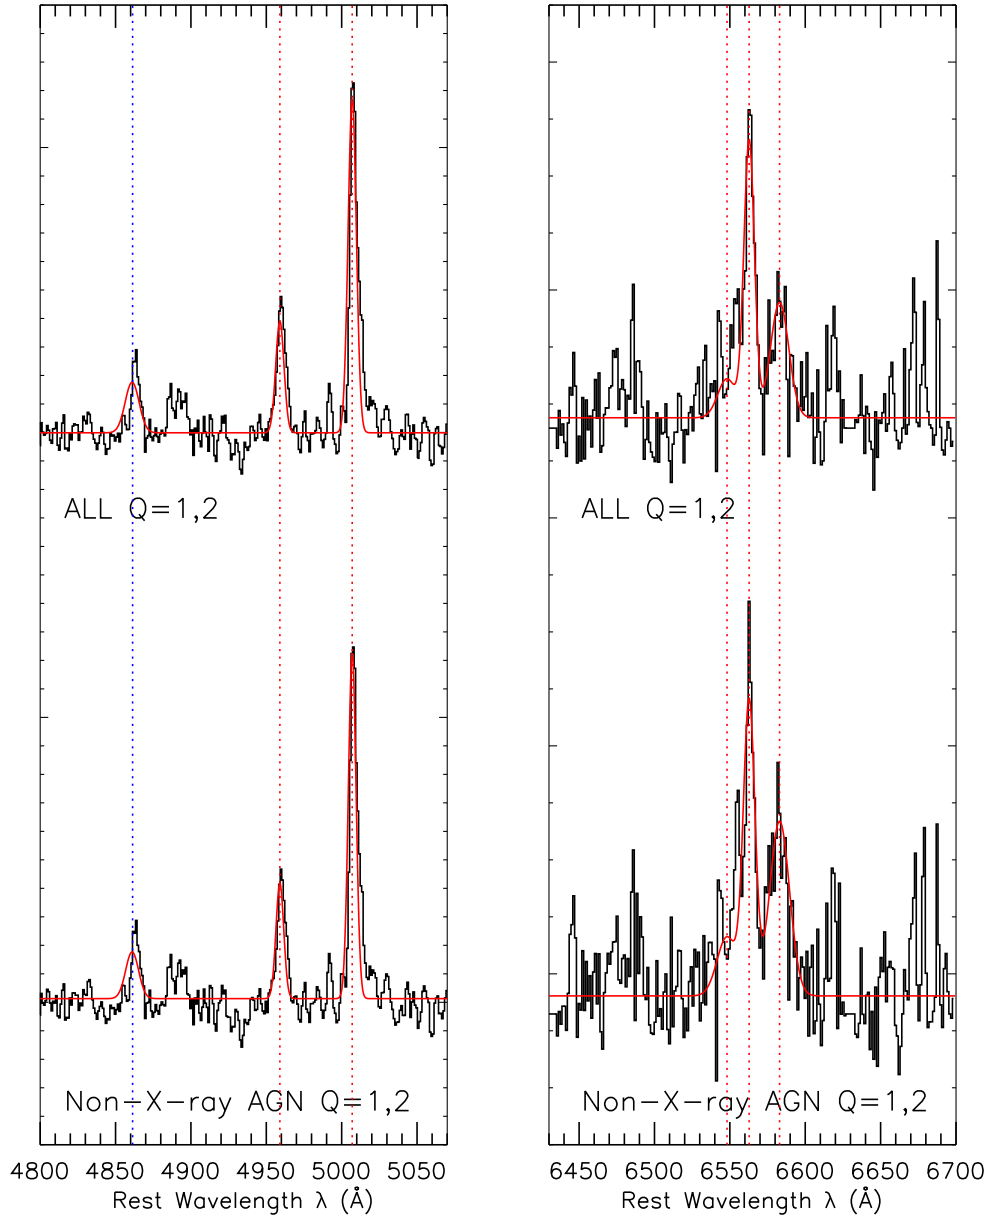 ALL Q=1,2
ALL Q=1,2
Non-X-ray AGN Q=1,2
Non-X-ray AGN Q=1,2
4800 4850 4900 4950 5000 5050
6450 6500 6550 6600 6650 6700
Rest Wavelength λ (Å)
Rest Wavelength λ (Å)